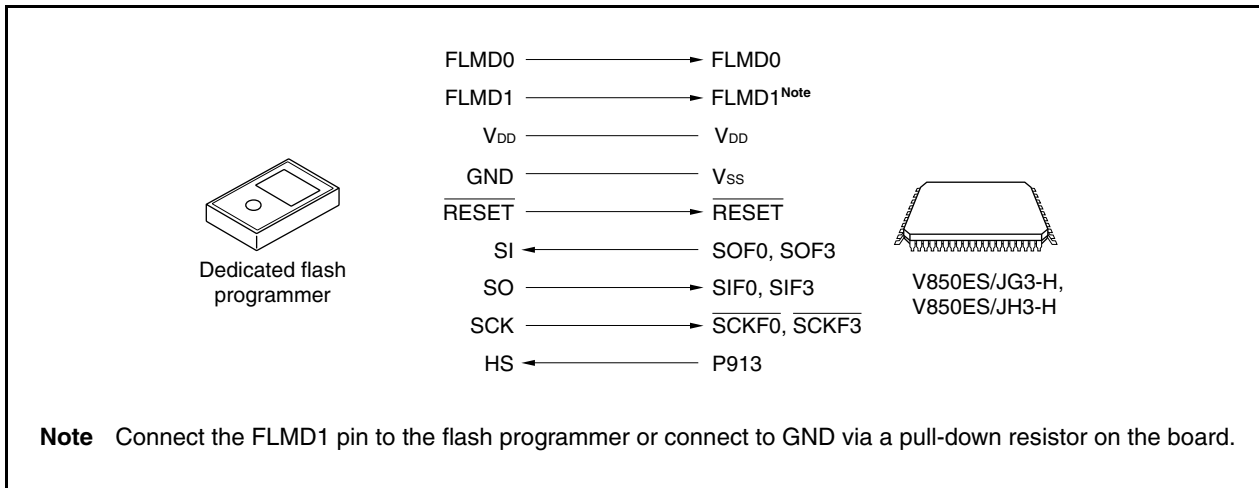 FLMD0 FLMD0
FLMD1 FLMD1Note
VDD VDD
GND VSS
RESET RESET
SI SOF0, SOF3
SO SIF0, SIF3
SCK SCKF0, SCKF3
HS P913
Dedicated flash
programmer
V850ES/JG3-H,
V850ES/JH3-H
Note Connect the FLMD1 pin to the flash programmer or connect to GND via a pull-down resistor on the board.